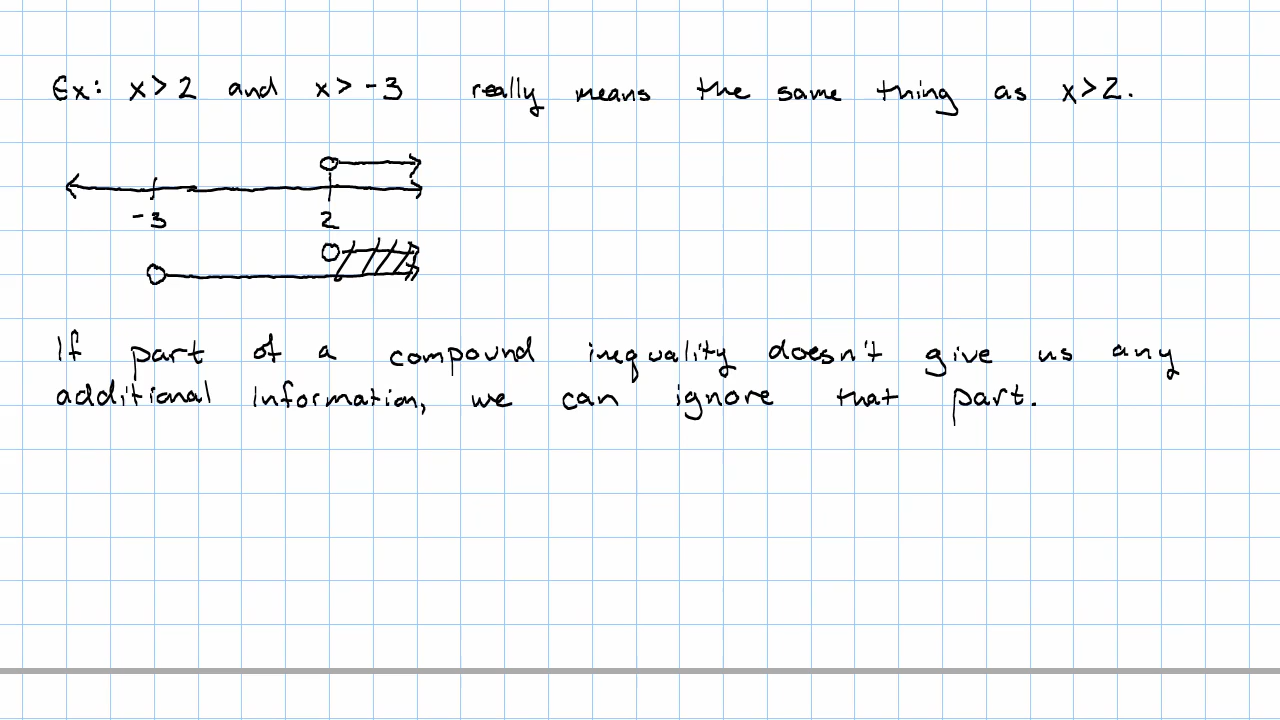 Ex: x > 2 and x > -3 really means the same thing as x > 2.
-3 2
If part of a compound inequality doesn't give us any
additional information, we can ignore that part.